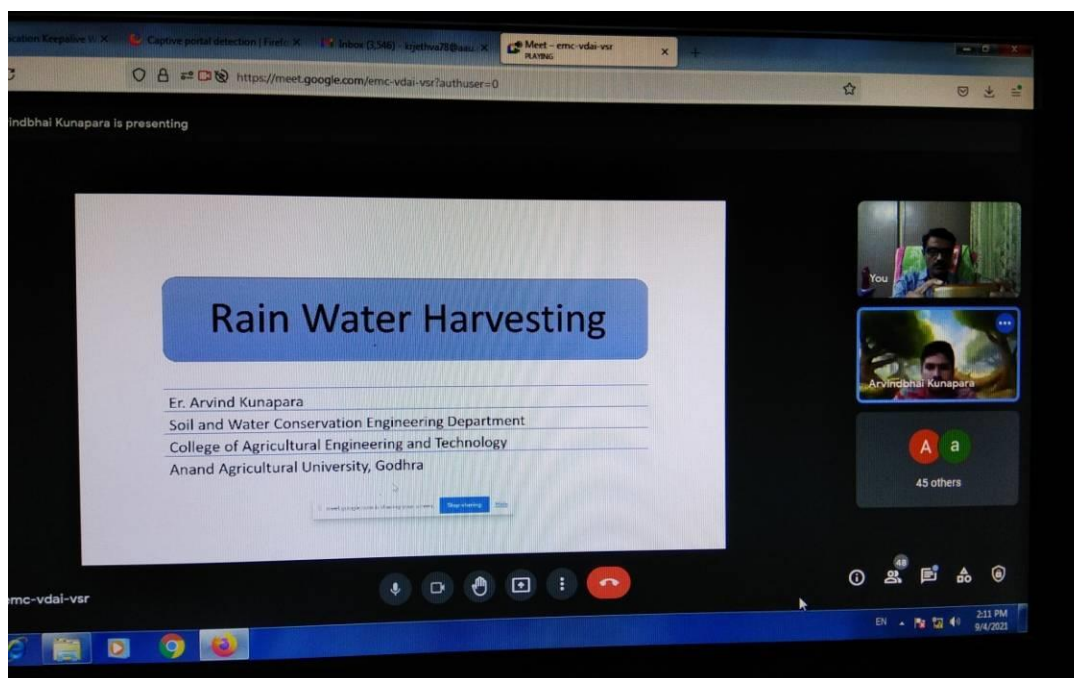 Captive portal detection | Firefo
Inbox (3,546) - krjethva78@aau
Meet – emc-vdai-vsr
PLAYING
https://meet.google.com/emc-vdai-vsr?authuser=0
indbhai Kunapara is presenting
Rain Water Harvesting
Er. Arvind Kunapara
Soil and Water Conservation Engineering Department
College of Agricultural Engineering and Technology
Anand Agricultural University, Godhra
Stop sharing
You
Arvindbhai Kunapara
A a
45 others
48
emc-vdai-vsr
EN
2:11 PM
9/4/2021